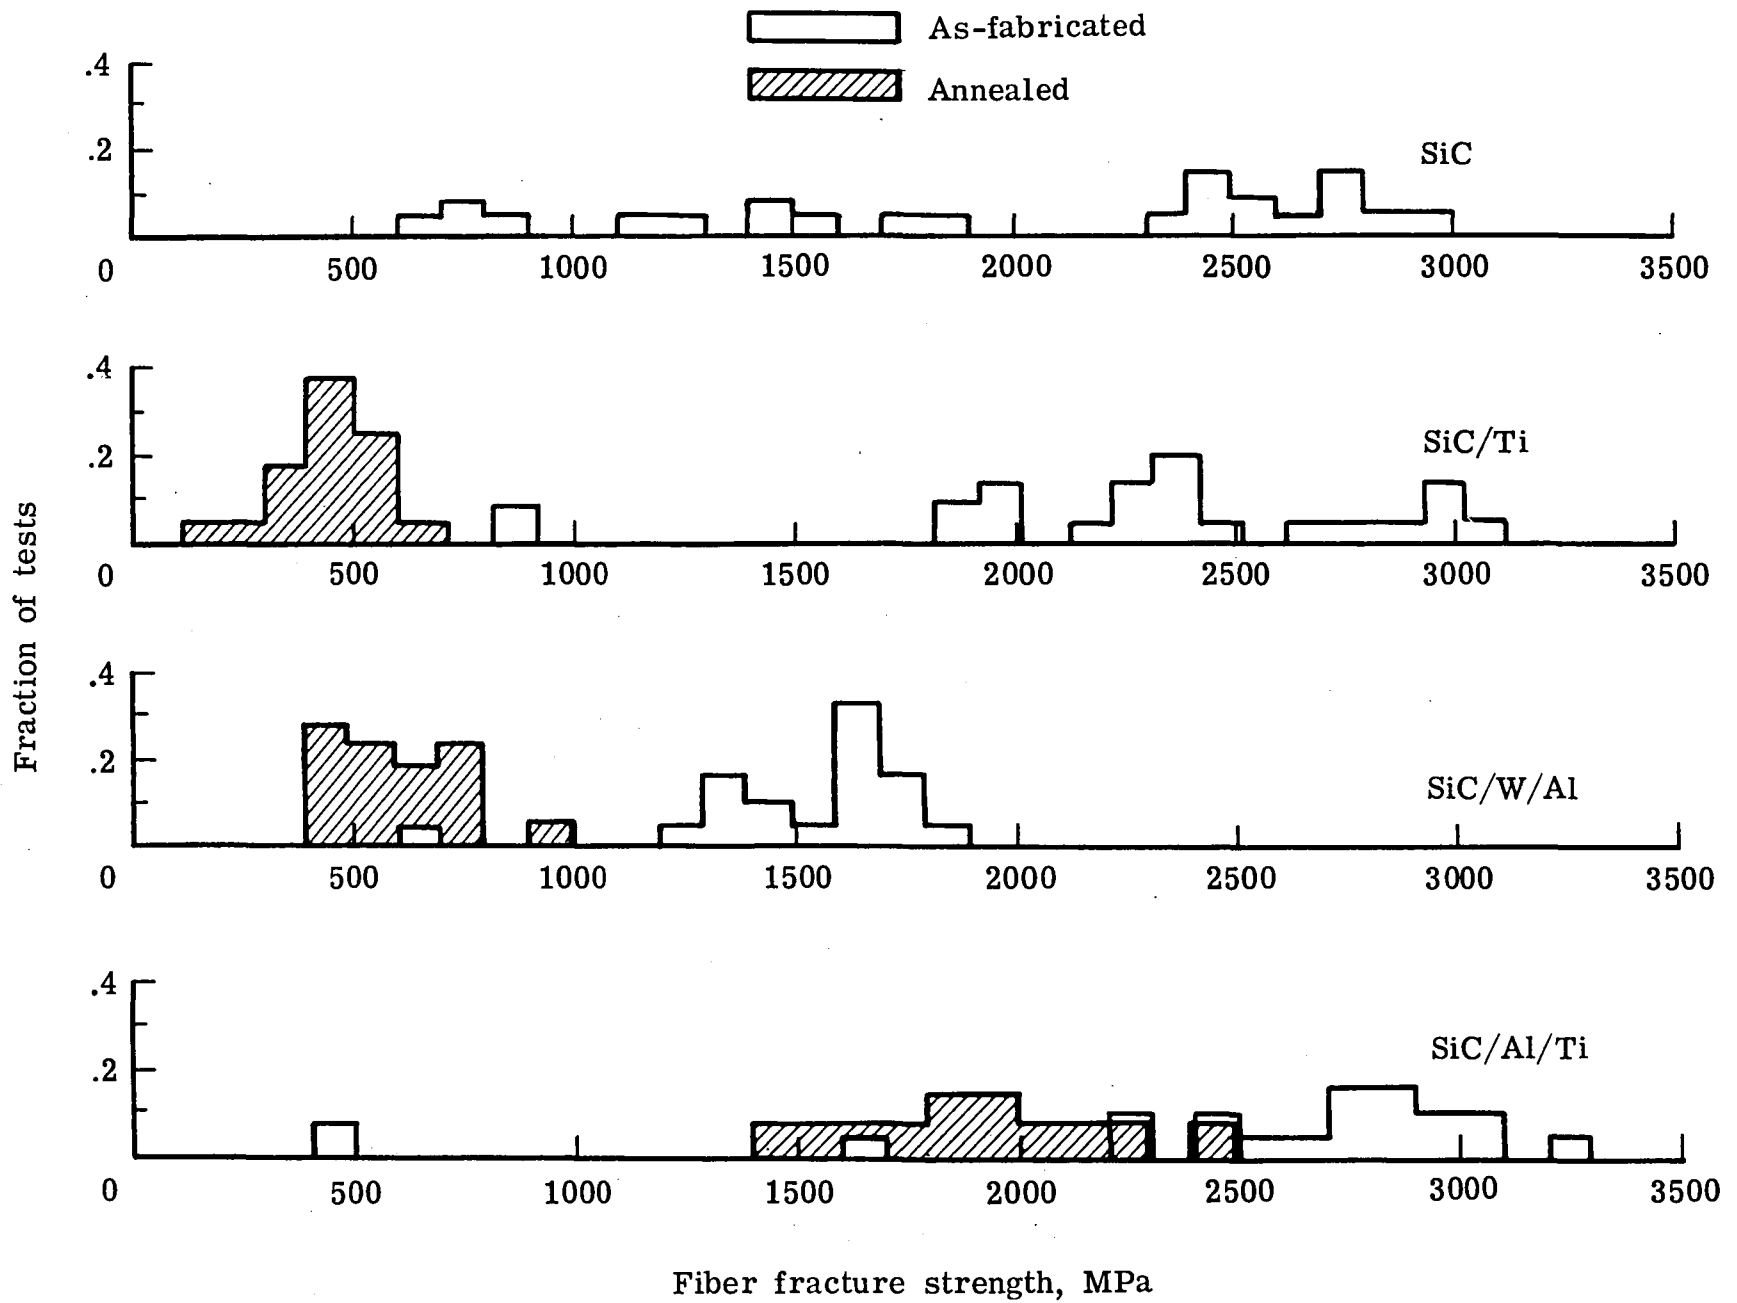 As-fabricated
Annealed
.4
.2
SiC
0 500 1000 1500 2000 2500 3000 3500
.4
.2
SiC/Ti
0 500 1000 1500 2000 2500 3000 3500
.4
.2
SiC/W/Al
0 500 1000 1500 2000 2500 3000 3500
.4
.2
SiC/Al/Ti
0 500 1000 1500 2000 2500 3000 3500
Fraction of tests
Fiber fracture strength, MPa